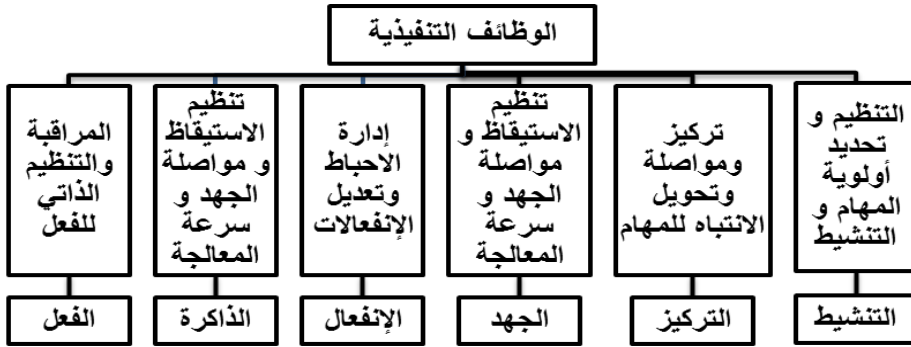 الوظائف التنفيذية
التنظيم و
تحديد
أولوية
المهام و
التنشيط
تركيز
ومواصلة
وتحويل
الانتباه للمهام
تنظيم
الاستيقاظ و
مواصلة
الجهد و
سرعة
المعالجة
إدارة
الاحباط
وتعديل
الإنفعالات
تنظيم
الاستيقاظ
و مواصلة
الجهد و
سرعة
المعالجة
المراقبة
والتنظيم
الذاتي
للفعل
التنشيط
التركيز
الجهد
الإنفعال
الذاكرة
الفعل